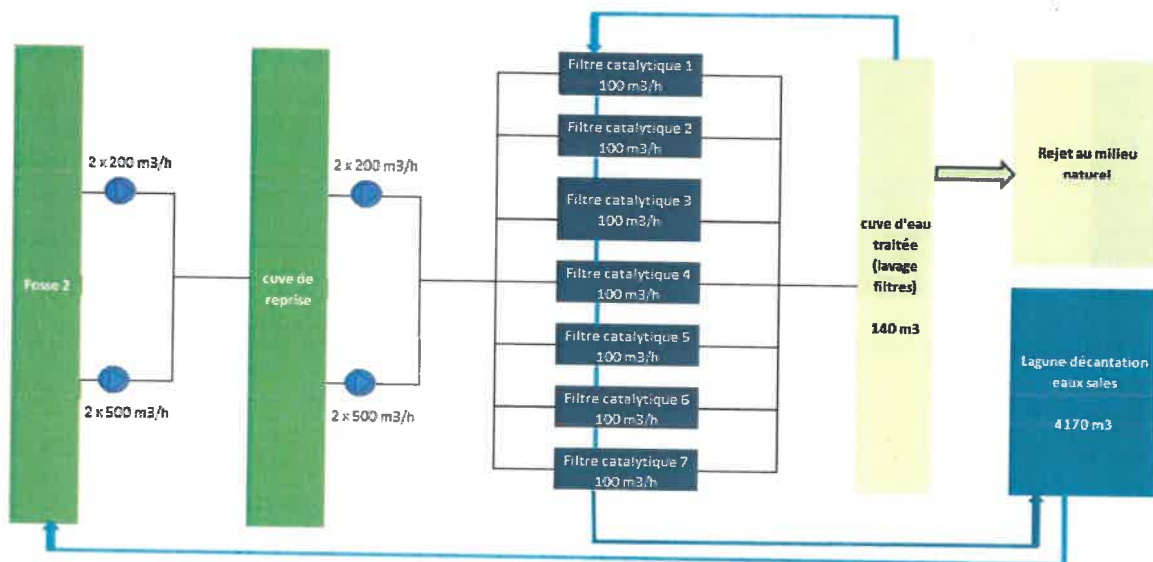 Fosse 2
2 x 200 m3/h
2 x 500 m3/h
cuve de
reprise
2 x 200 m3/h
2 x 500 m3/h
Filtre catalytique 1
100 m3/h
Filtre catalytique 2
100 m3/h
Filtre catalytique 3
100 m3/h
Filtre catalytique 4
100 m3/h
Filtre catalytique 5
100 m3/h
Filtre catalytique 6
100 m3/h
Filtre catalytique 7
100 m3/h
cuve d'eau
traitée
(lavage
filtres)
140 m3
Rejet au milieu
naturel
Lagune décantation
eaux sales
4170 m3